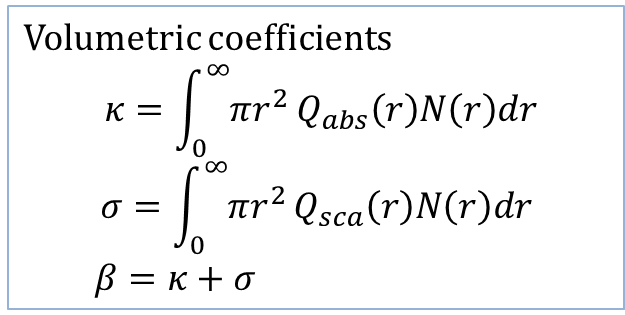 Volumetric coefficients
κ = ∫₀^∞ πr² Q_abs(r)N(r)dr
σ = ∫₀^∞ πr² Q_sca(r)N(r)dr
β = κ + σ